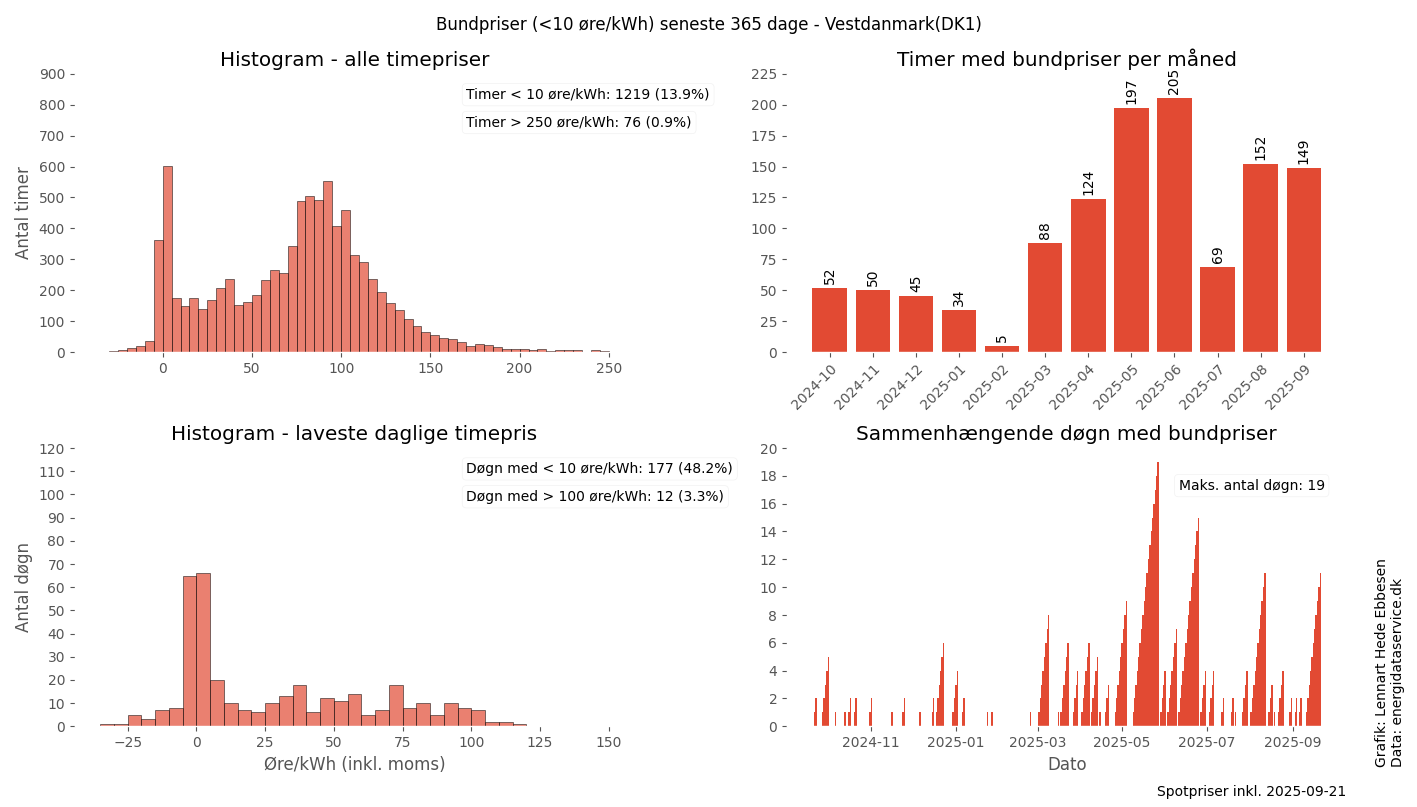 Bundpriser (<10 øre/kWh) seneste 365 dage - Vestdanmark(DK1)
Histogram - alle timepriser
Antal timer
900
800
700
600
500
400
300
200
100
0
Timer < 10 øre/kWh: 1219 (13.9%)
Timer > 250 øre/kWh: 76 (0.9%)
0 50 100 150 200 250
Timer med bundpriser per måned
225
200
175
150
125
100
75
50
25
0
52 50 45 34 5 88 124 197 205 69 152 149
2024-10 2024-11 2024-12 2025-01 2025-02 2025-03 2025-04 2025-05 2025-06 2025-07 2025-08 2025-09
Histogram - laveste daglige timepris
Antal døgn
120
110
100
90
80
70
60
50
40
30
20
10
0
Døgn med < 10 øre/kWh: 177 (48.2%)
Døgn med > 100 øre/kWh: 12 (3.3%)
−25 0 25 50 75 100 125 150
Øre/kWh (inkl. moms)
Sammenhængende døgn med bundpriser
20
18
16
14
12
10
8
6
4
2
0
Maks. antal døgn: 19
2024-11 2025-01 2025-03 2025-05 2025-07 2025-09
Dato
Grafik: Lennart Hede Ebbesen
Data: energidataservice.dk
Spotpriser inkl. 2025-09-21